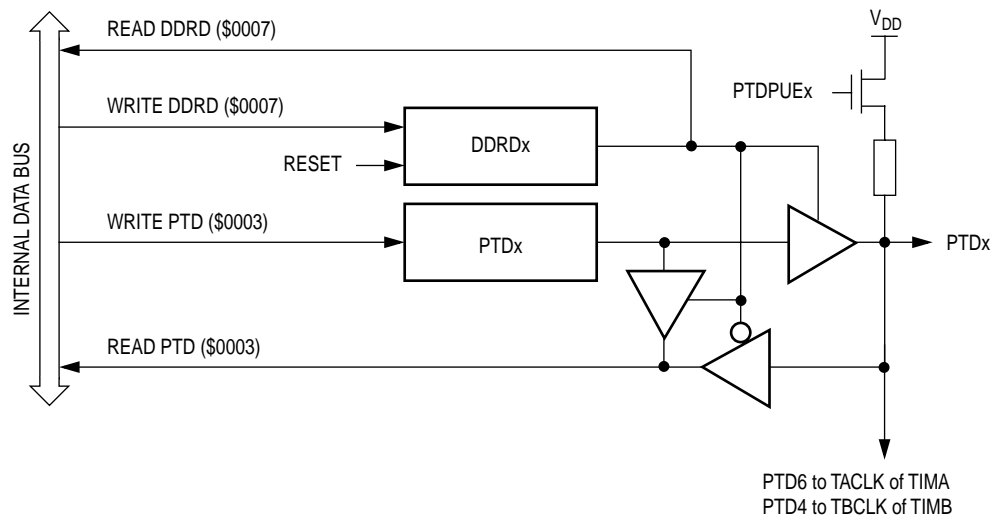 READ DDRD ($0007)
VDD
PTDPUEx
WRITE DDRD ($0007)
DDRDx
RESET
INTERNAL DATA BUS
WRITE PTD ($0003)
PTDx
PTDx
READ PTD ($0003)
PTD6 to TACLK of TIMA
PTD4 to TBCLK of TIMB